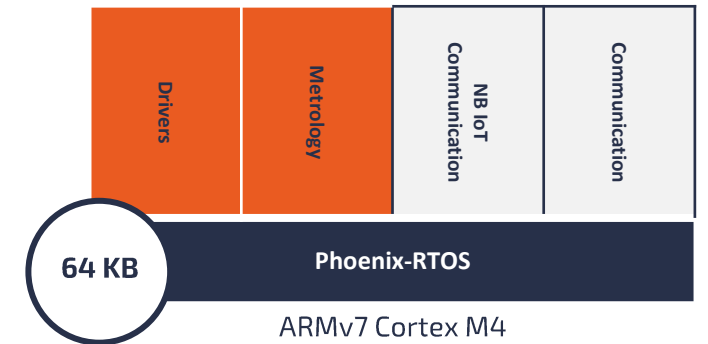 Drivers
Metrology
NB IoT
Communication
Communication
64 KB
Phoenix-RTOS
ARMv7 Cortex M4